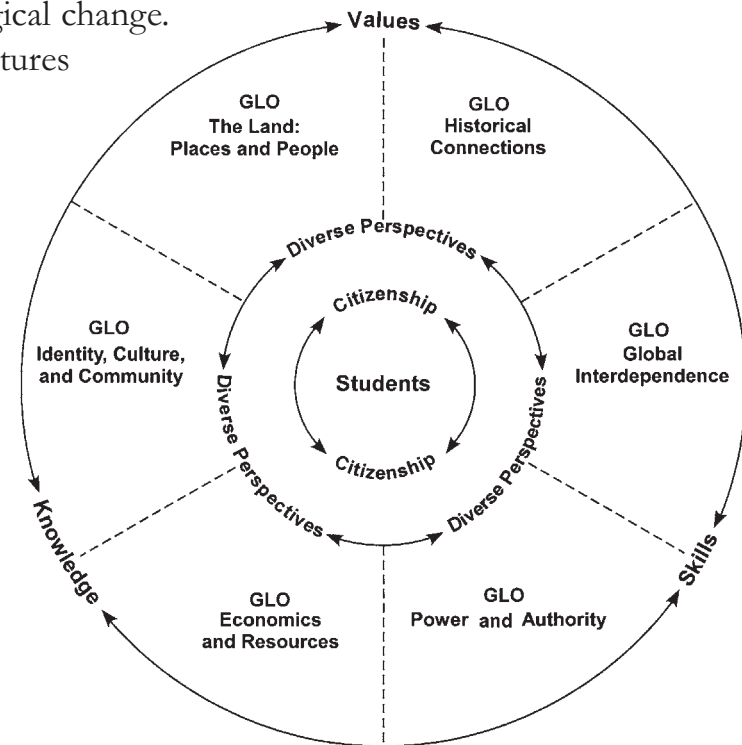 gical change.
tures
Values
GLO
The Land:
Places and People
GLO
Historical
Connections
Diverse Perspectives
Citizenship
GLO
Identity, Culture,
and Community
Students
GLO
Global
Interdependence
Diverse Perspectives
Diverse Perspectives
Citizenship
Knowledge
Skills
GLO
Economics
and Resources
GLO
Power and Authority